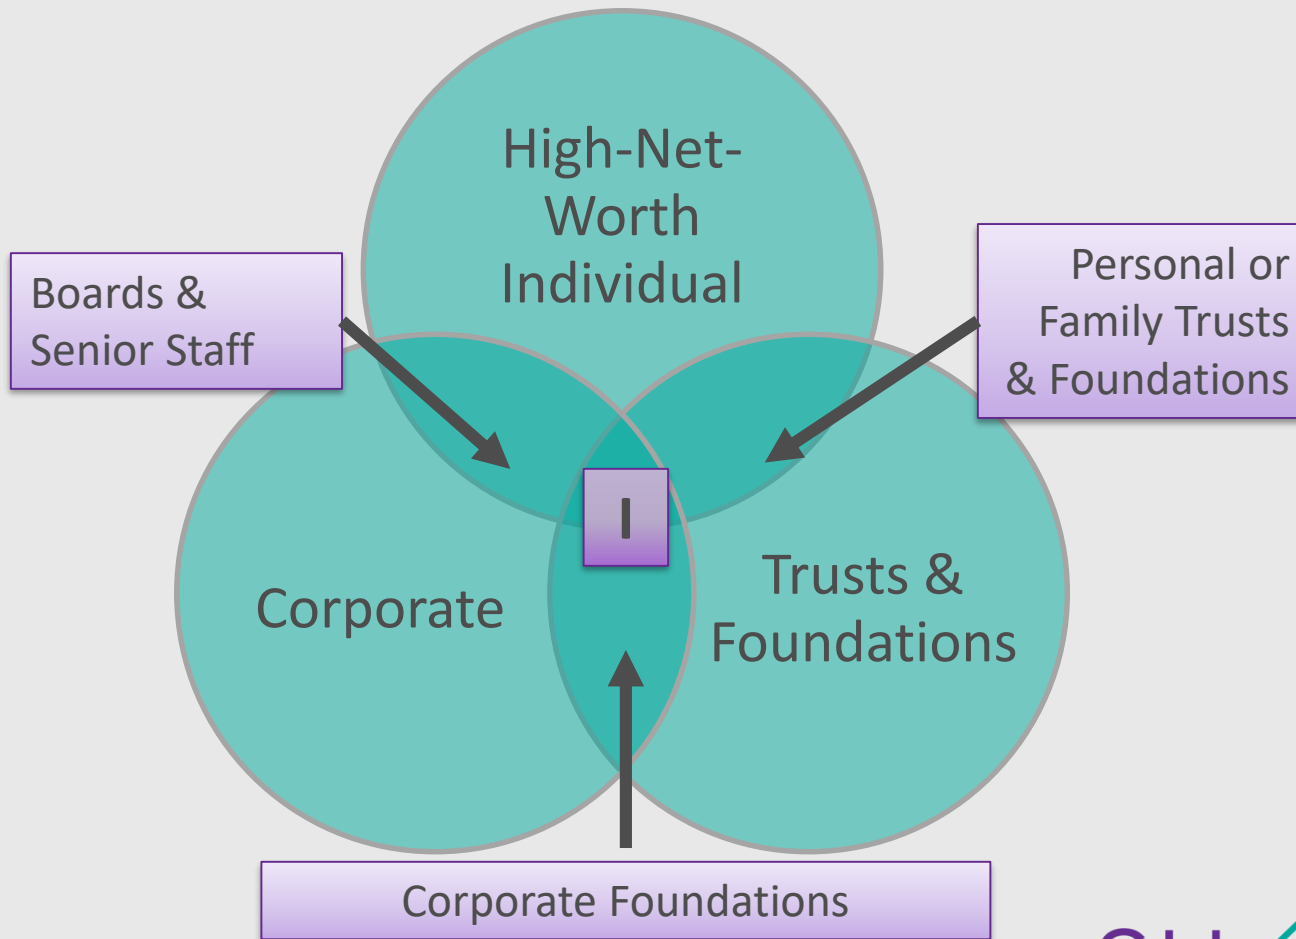 High-Net-
Worth
Individual
Boards &
Senior Staff
Personal or
Family Trusts
& Foundations
I
Corporate
Trusts &
Foundations
Corporate Foundations